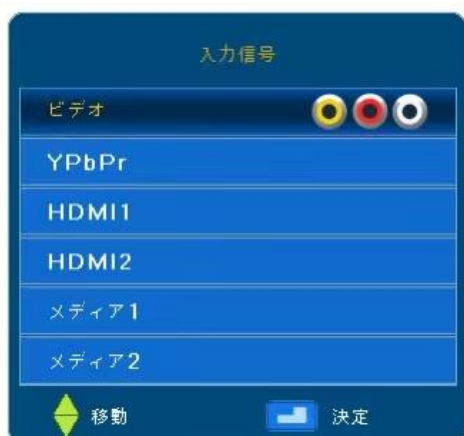 入力信号
ビデオ
YPbPr
HDMI1
HDMI2
メディア1
メディア2
移動 決定